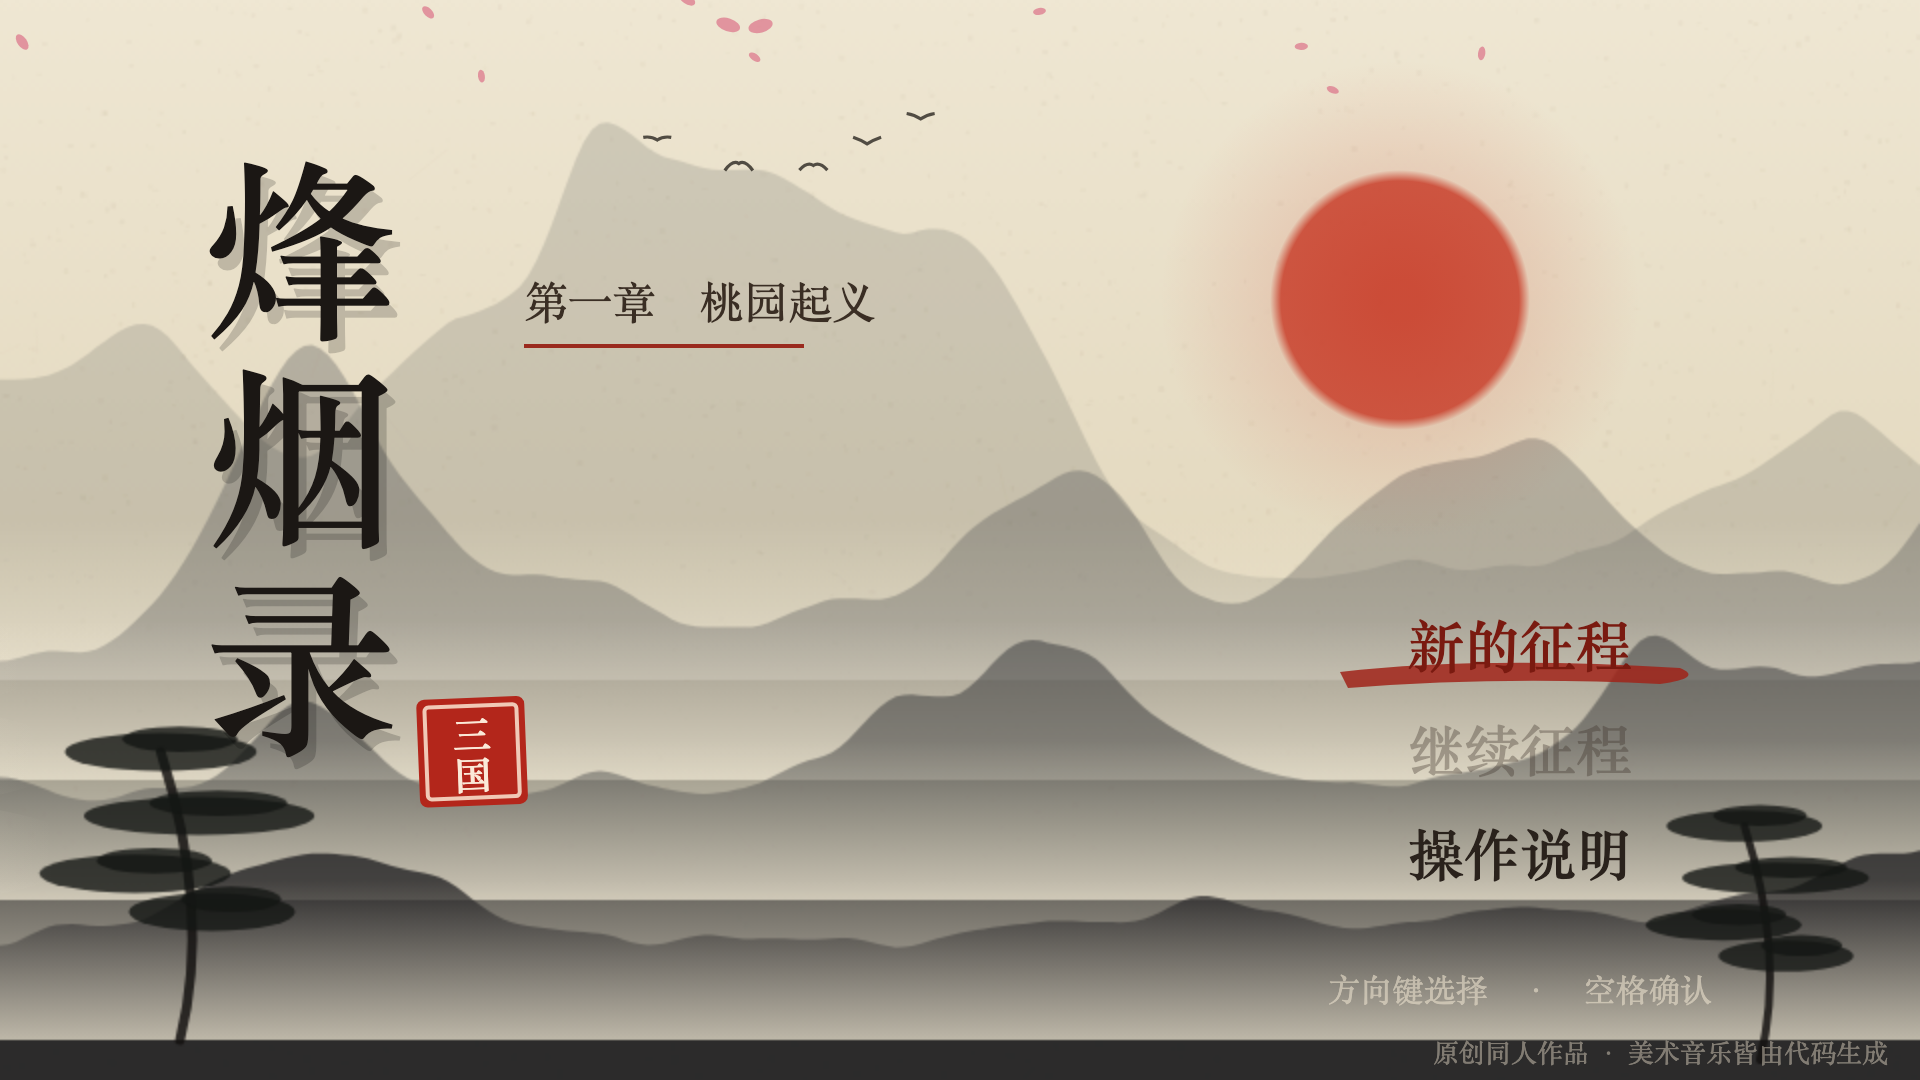 烽烟录
第一章　桃园起义
三国
新的征程
继续征程
操作说明
方向键选择　·　空格确认
原创同人作品 · 美术音乐皆由代码生成